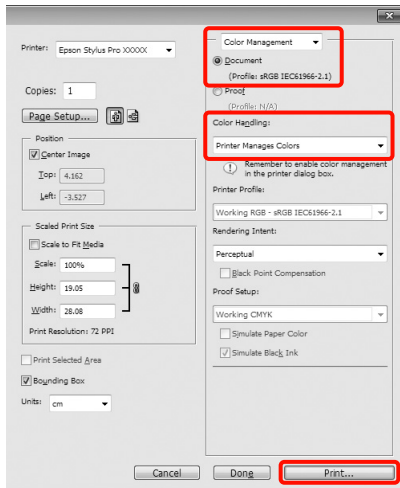 Printer:
Epson Stylus Pro XXXXX
Copies:
1
Page Setup...
Position
Center Image
Top:
4.162
Left:
-3.527
Scaled Print Size
Scale to Fit Media
Scale:
100%
Height:
19.05
Width:
28.08
Print Resolution: 72 PPI
Print Selected Area
Bounding Box
Units:
cm
Color Management
Document
(Profile: sRGB IEC61966-2.1)
Proof
(Profile: N/A)
Color Handling:
Printer Manages Colors
Remember to enable color management
in the printer dialog box.
Printer Profile:
Working RGB - sRGB IEC61966-2.1
Rendering Intent:
Perceptual
Black Point Compensation
Proof Setup:
Working CMYK
Simulate Paper Color
Simulate Black Ink
Cancel
Done
Print...